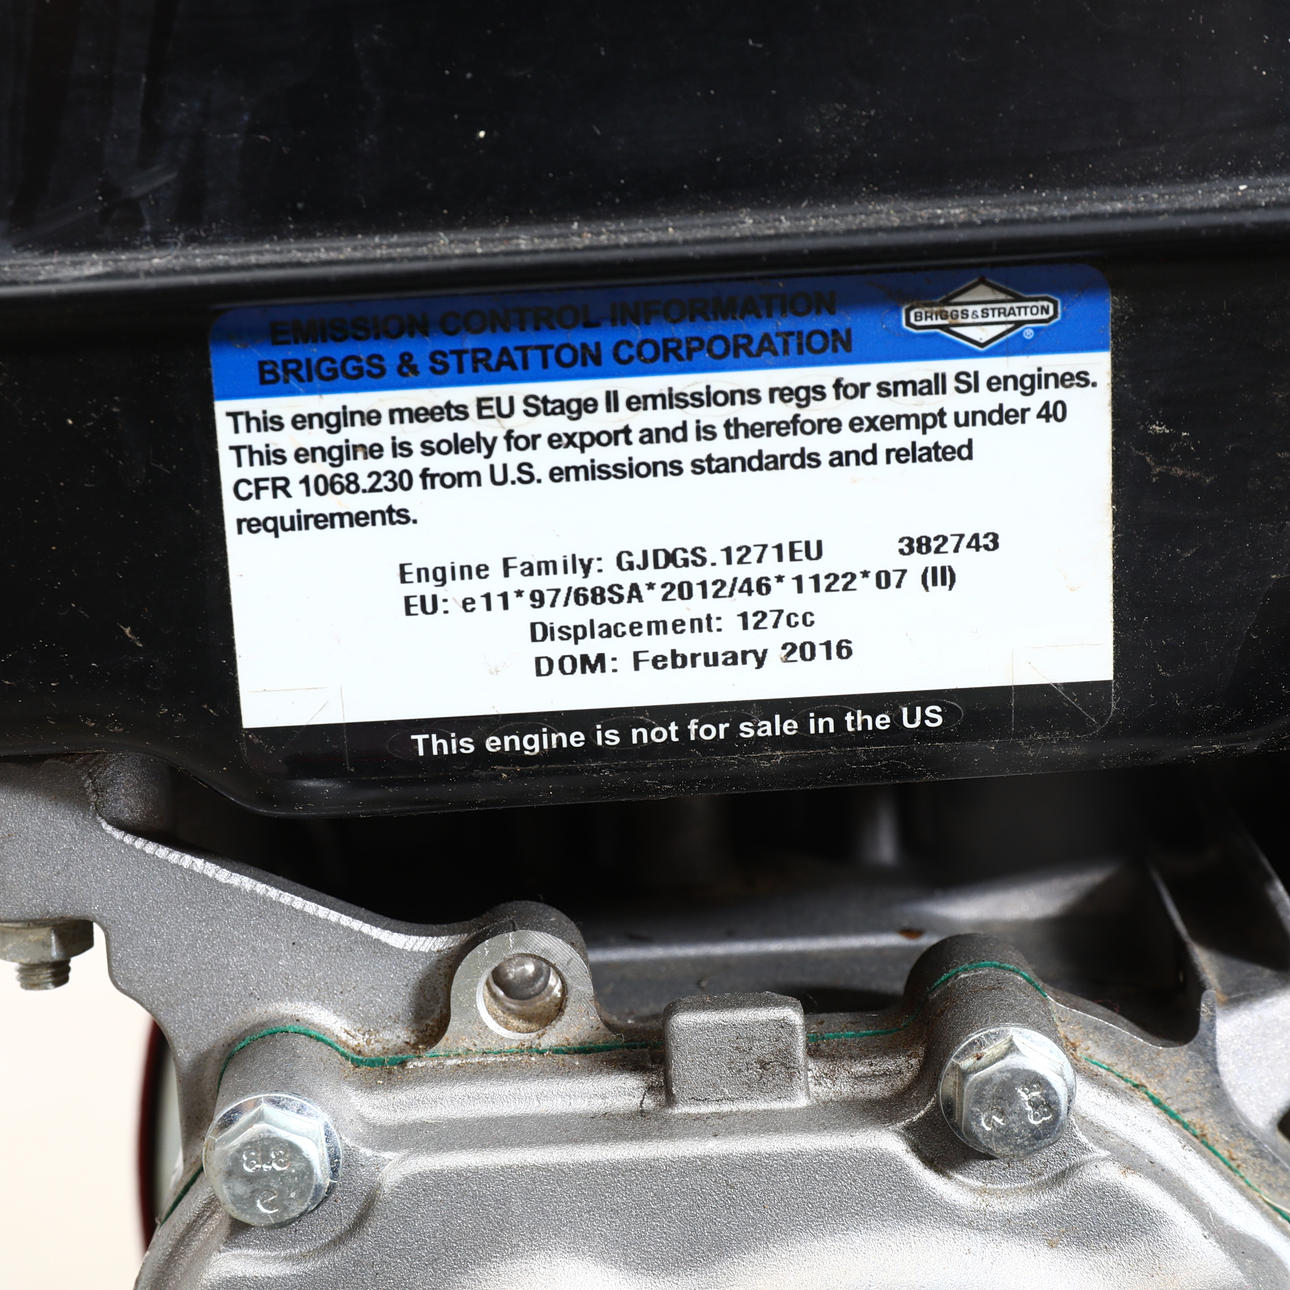 EMISSION CONTROL INFORMATION
BRIGGS & STRATTON CORPORATION
BRIGGS&STRATTON
®
This engine meets EU Stage II emissions regs for small SI engines.
This engine is solely for export and is therefore exempt under 40
CFR 1068.230 from U.S. emissions standards and related
requirements.
Engine Family: GJDGS.1271EU 382743
EU: e11*97/68SA*2012/46*1122*07 (II)
Displacement: 127cc
DOM: February 2016
This engine is not for sale in the US
8.8